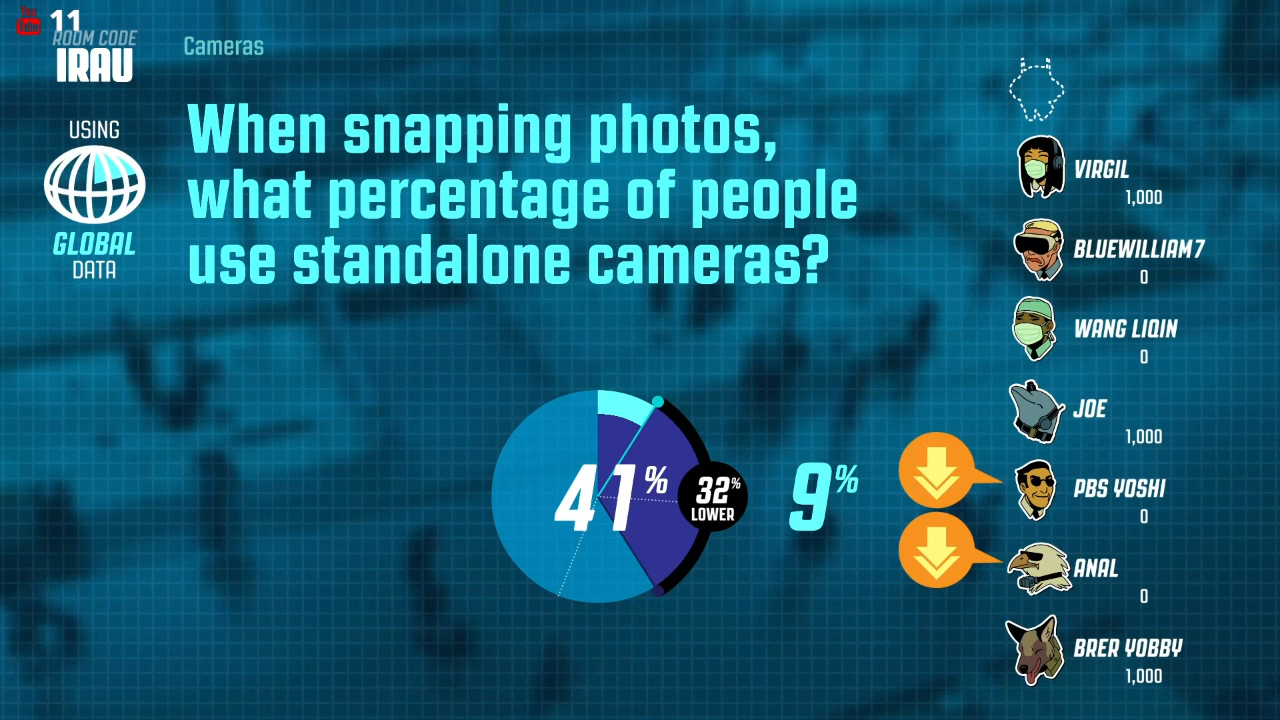 You
Tube
11
ROOM CODE
IRAU
Cameras
USING
GLOBAL
DATA
When snapping photos,
what percentage of people
use standalone cameras?
41%
32%
LOWER
9%
VIRGIL
1,000
BLUEWILLIAM7
0
WANG LIQIN
0
JOE
1,000
PBS YOSHI
0
ANAL
0
BRER YOBBY
1,000